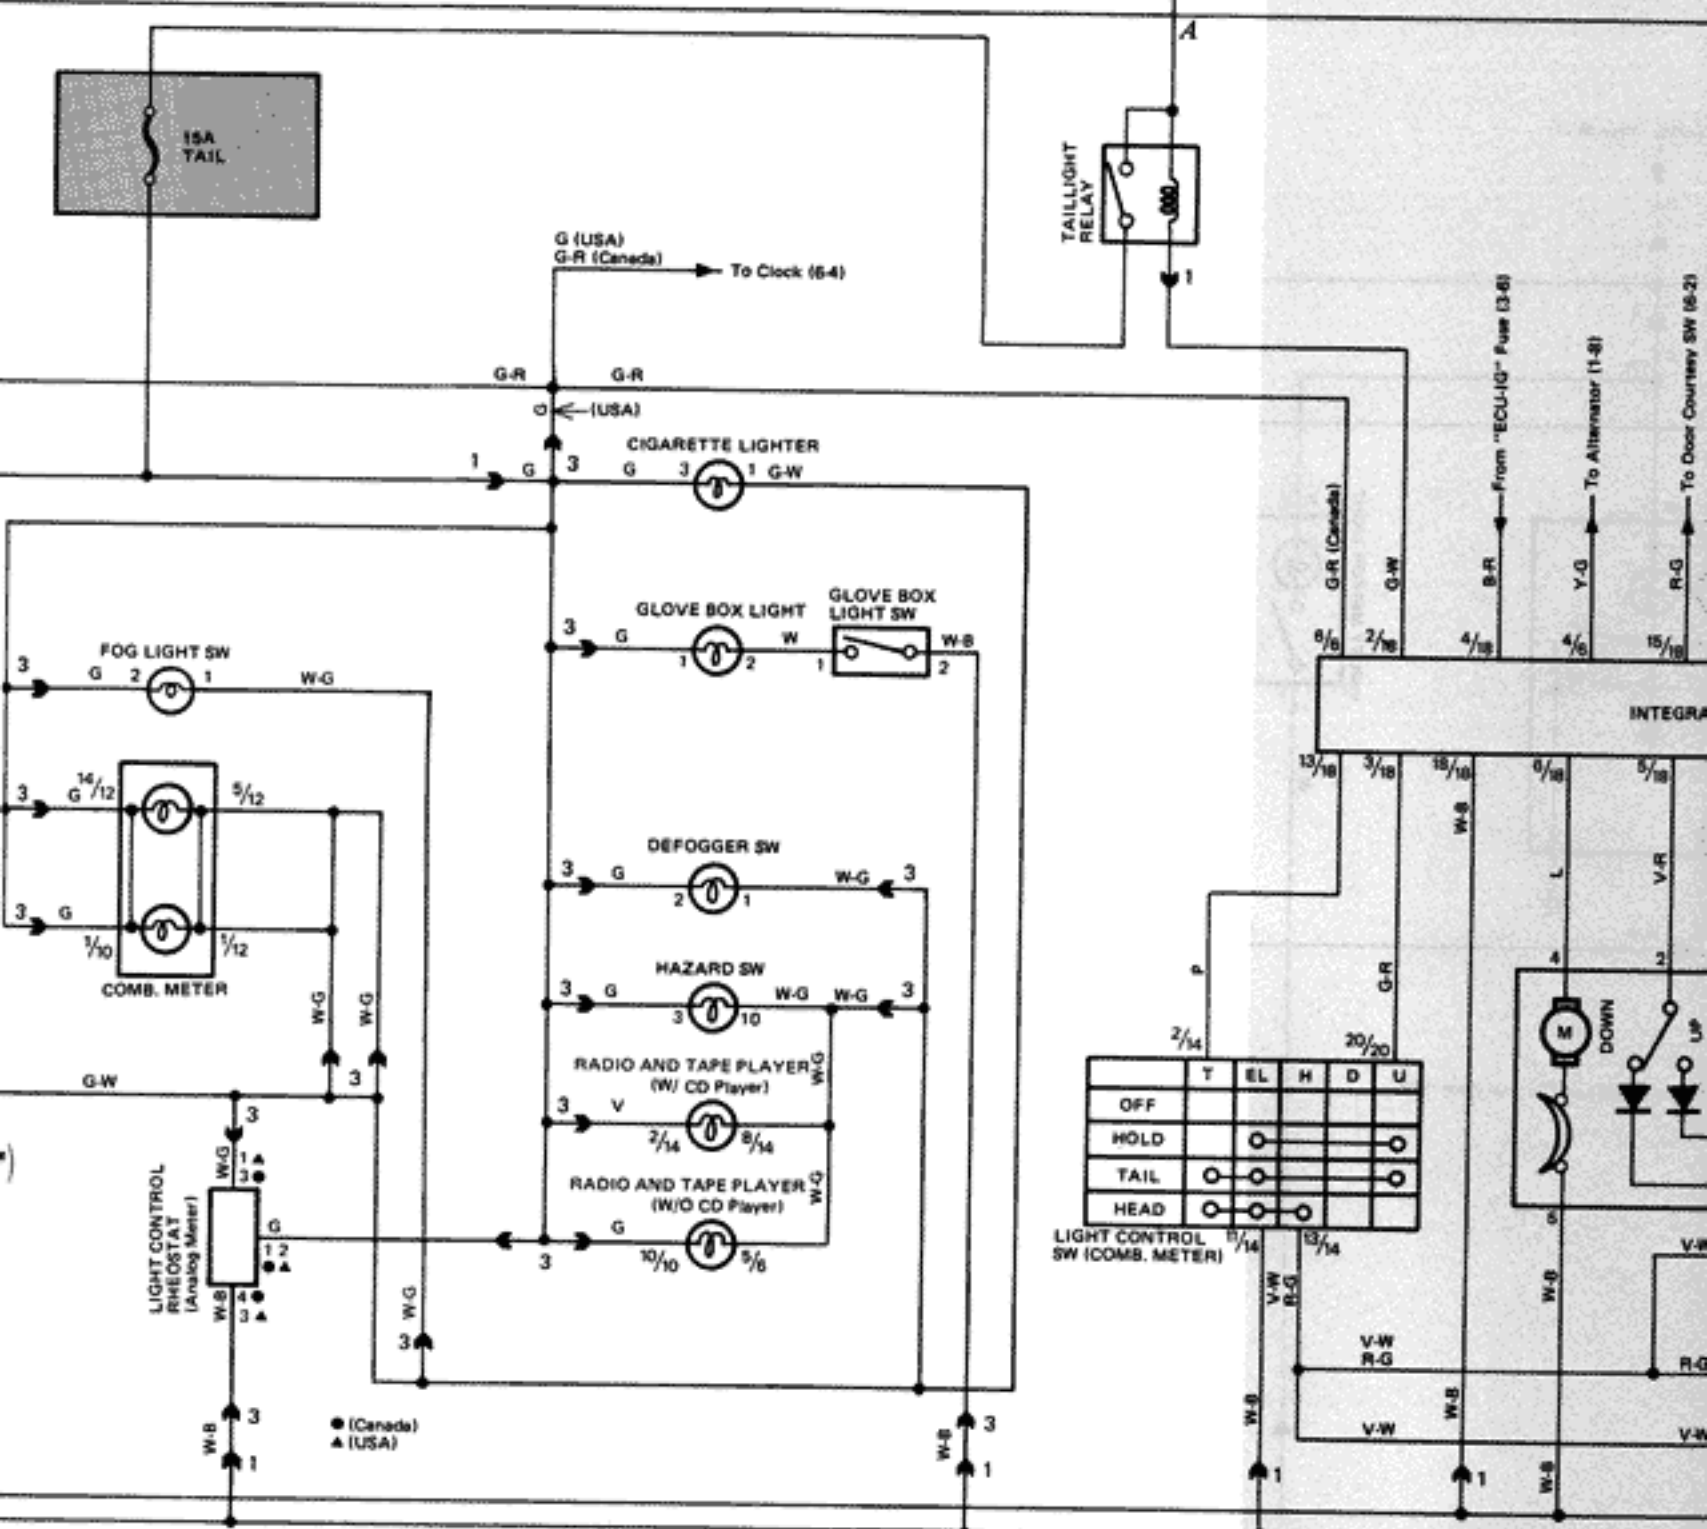 A
15A
TAIL
TAILLIGHT
RELAY
1
G (USA)
G-R (Canada)
To Clock (6-4)
G-R
G-R
G
(USA)
CIGARETTE LIGHTER
1
G
3
G
3
1
G-W
From "ECU-IG" Fuse (3-6)
To Alternator (1-8)
To Door Courtesy SW (6-2)
G-R (Canada)
G-W
B-R
Y-G
R-G
6/6
2/18
4/18
4/6
15/18
INTEGRA
13/18
3/18
18/18
6/18
5/18
GLOVE BOX LIGHT
GLOVE BOX
LIGHT SW
3
G
1
2
W
1
2
W-B
FOG LIGHT SW
3
G
2
1
W-G
3
G
14/12
5/12
3
G
1/10
1/12
COMB. METER
W-G
W-G
DEFOGGER SW
3
G
2
1
W-G
3
HAZARD SW
3
G
3
10
W-G
W-G
3
RADIO AND TAPE PLAYER
(W/ CD Player)
W-G
3
V
2/14
8/14
RADIO AND TAPE PLAYER
(W/O CD Player)
W-G
G
10/10
5/6
3
G-W
3
3
W-G
1▲
3●
LIGHT CONTROL
RHEOSTAT
(Analog Meter)
G
1 2
●▲
W-B
4●
3▲
W-G
3
3
W-B
1
●(Canada)
▲(USA)
3
W-B
1
W-B
L
V-R
P
G-R
2/14
20/20
T EL H D U
OFF
HOLD
TAIL
HEAD
LIGHT CONTROL
SW (COMB. METER)
11/14
13/14
V-W
R-G
4
2
M
DOWN
UP
5
V-W
V-W
R-G
R-G
V-W
V-W
W-B
W-B
W-B
W-B
1
1